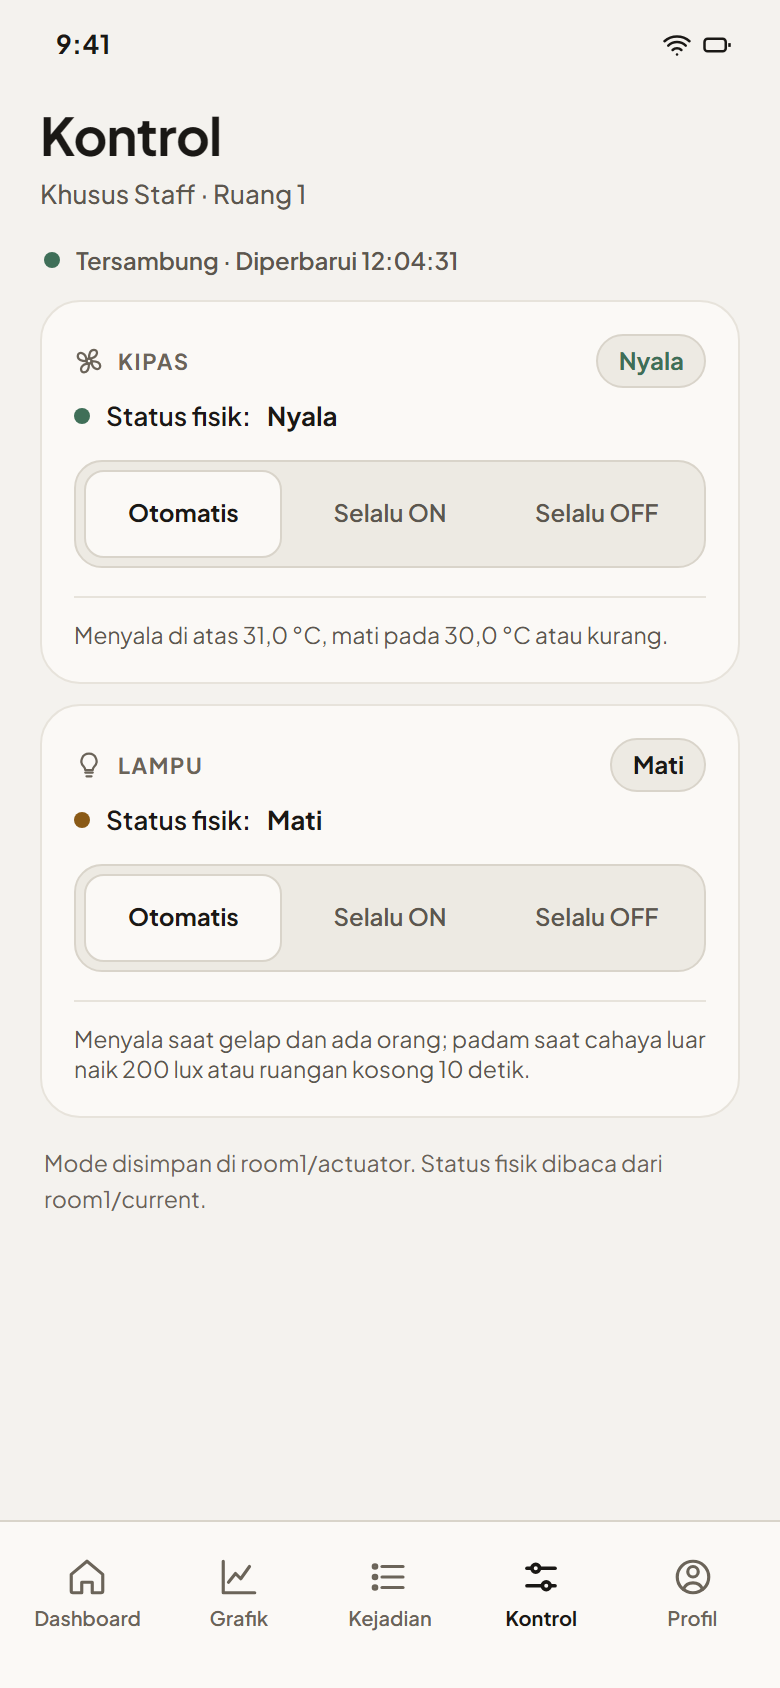 9:41
Kontrol
Khusus Staff · Ruang 1
Tersambung · Diperbarui 12:04:31
KIPAS
Nyala
Status fisik: Nyala
Otomatis
Selalu ON
Selalu OFF
Menyala di atas 31,0 °C, mati pada 30,0 °C atau kurang.
LAMPU
Mati
Status fisik: Mati
Otomatis
Selalu ON
Selalu OFF
Menyala saat gelap dan ada orang; padam saat cahaya luar
naik 200 lux atau ruangan kosong 10 detik.
Mode disimpan di room1/actuator. Status fisik dibaca dari
room1/current.
Dashboard
Grafik
Kejadian
Kontrol
Profil